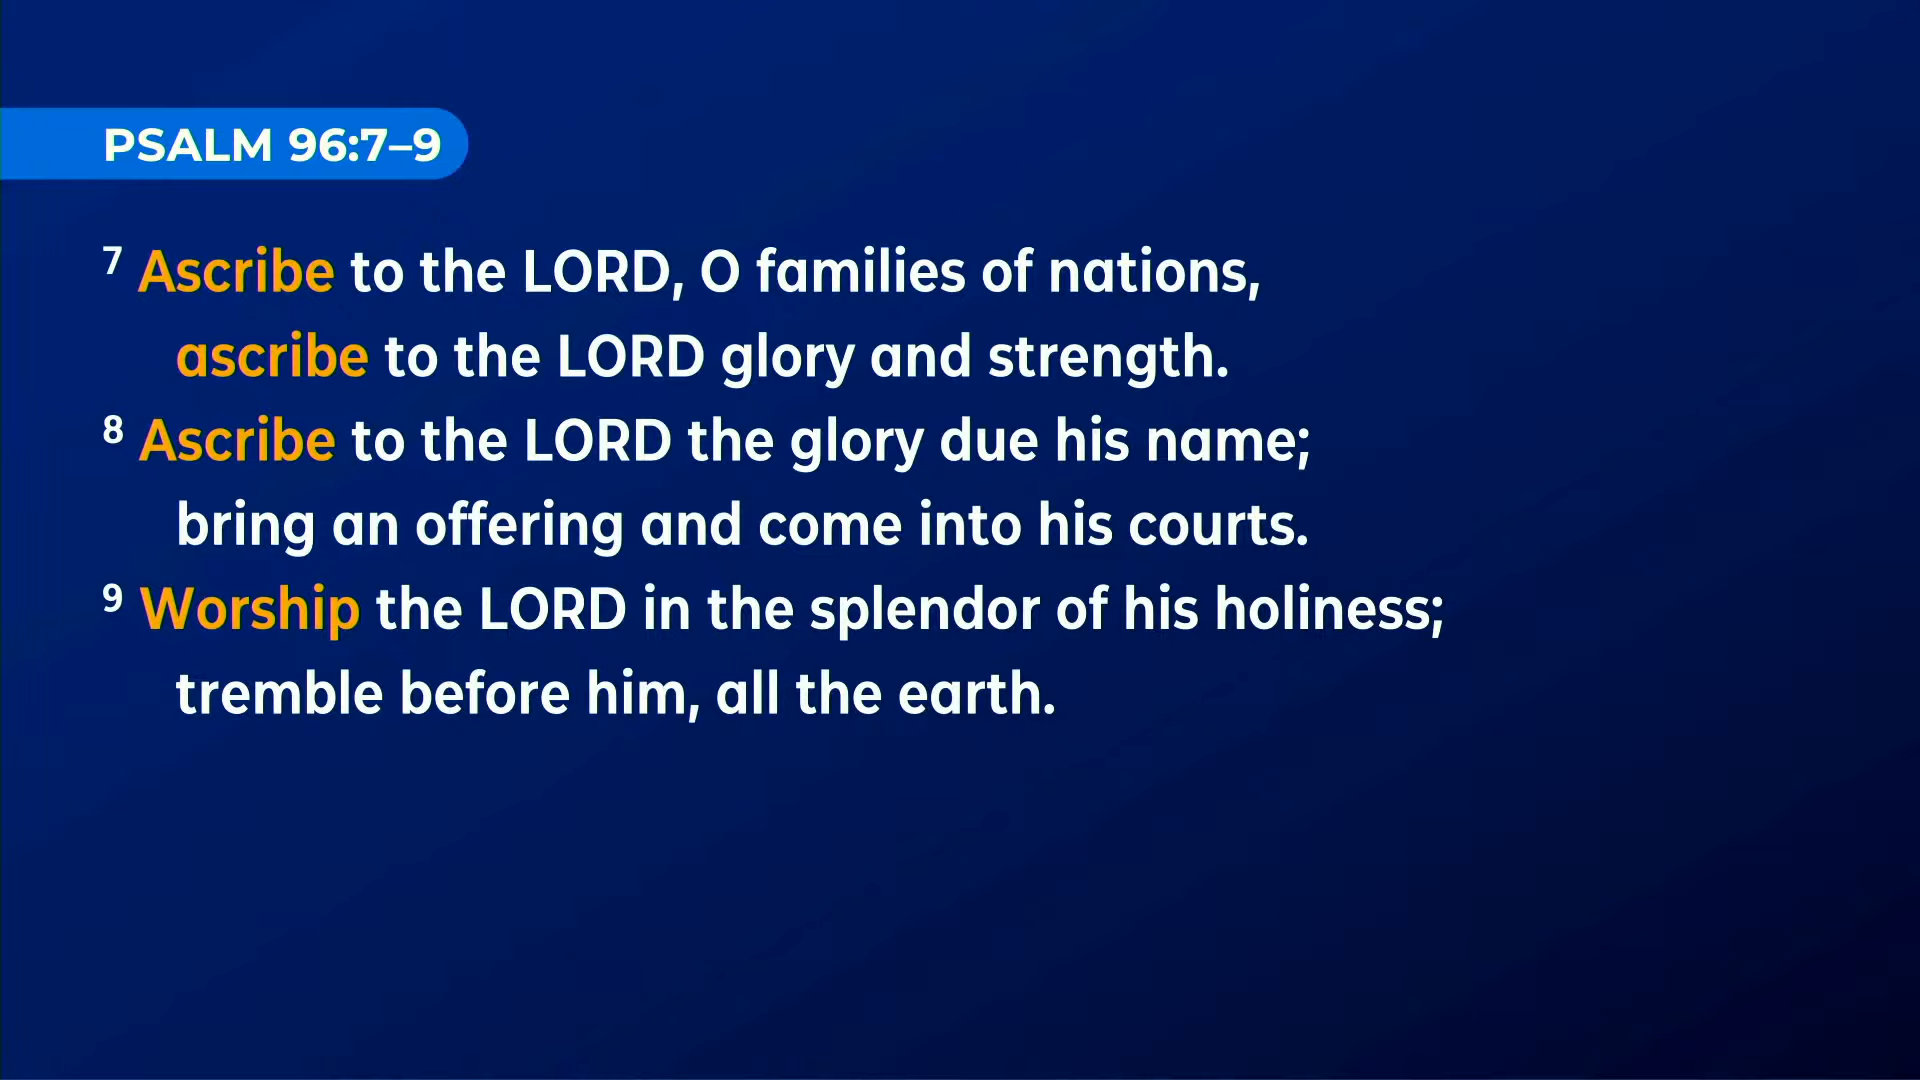 PSALM 96:7–9
7 Ascribe to the LORD, O families of nations,
ascribe to the LORD glory and strength.
8 Ascribe to the LORD the glory due his name;
bring an offering and come into his courts.
9 Worship the LORD in the splendor of his holiness;
tremble before him, all the earth.